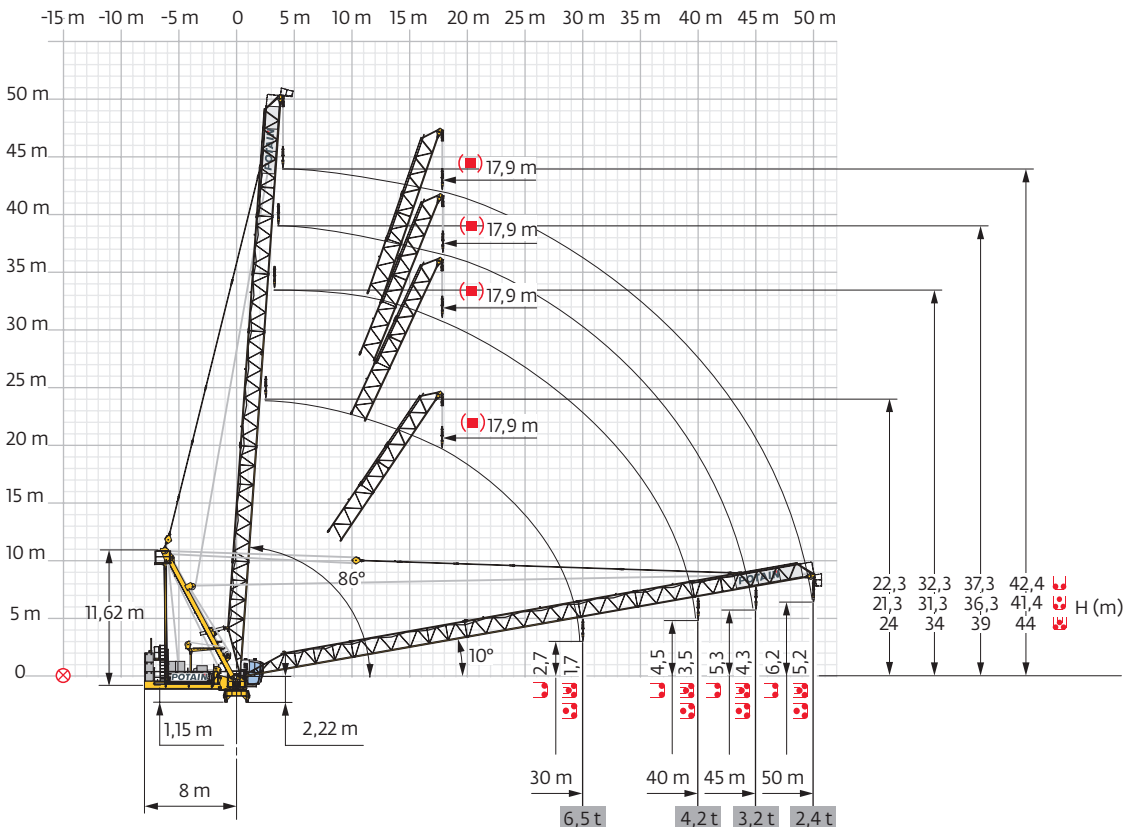 -15 m -10 m -5 m 0 5 m 10 m 15 m 20 m 25 m 30 m 35 m 40 m 45 m 50 m
50 m
POTAIN
45 m
17,9 m
40 m
17,9 m
35 m
17,9 m
30 m
25 m
17,9 m
20 m
15 m
10 m
86°
POTAIN
22,3 32,3 37,3 42,4
11,62 m
21,3 31,3 36,3 41,4 H (m)
5 m
24 34 39 44
10°
2,7 1,7 4,5 3,5 5,3 4,3 6,2 5,2
0
POTAIN
1,15 m 2,22 m
8 m 30 m 40 m 45 m 50 m
6,5 t 4,2 t 3,2 t 2,4 t